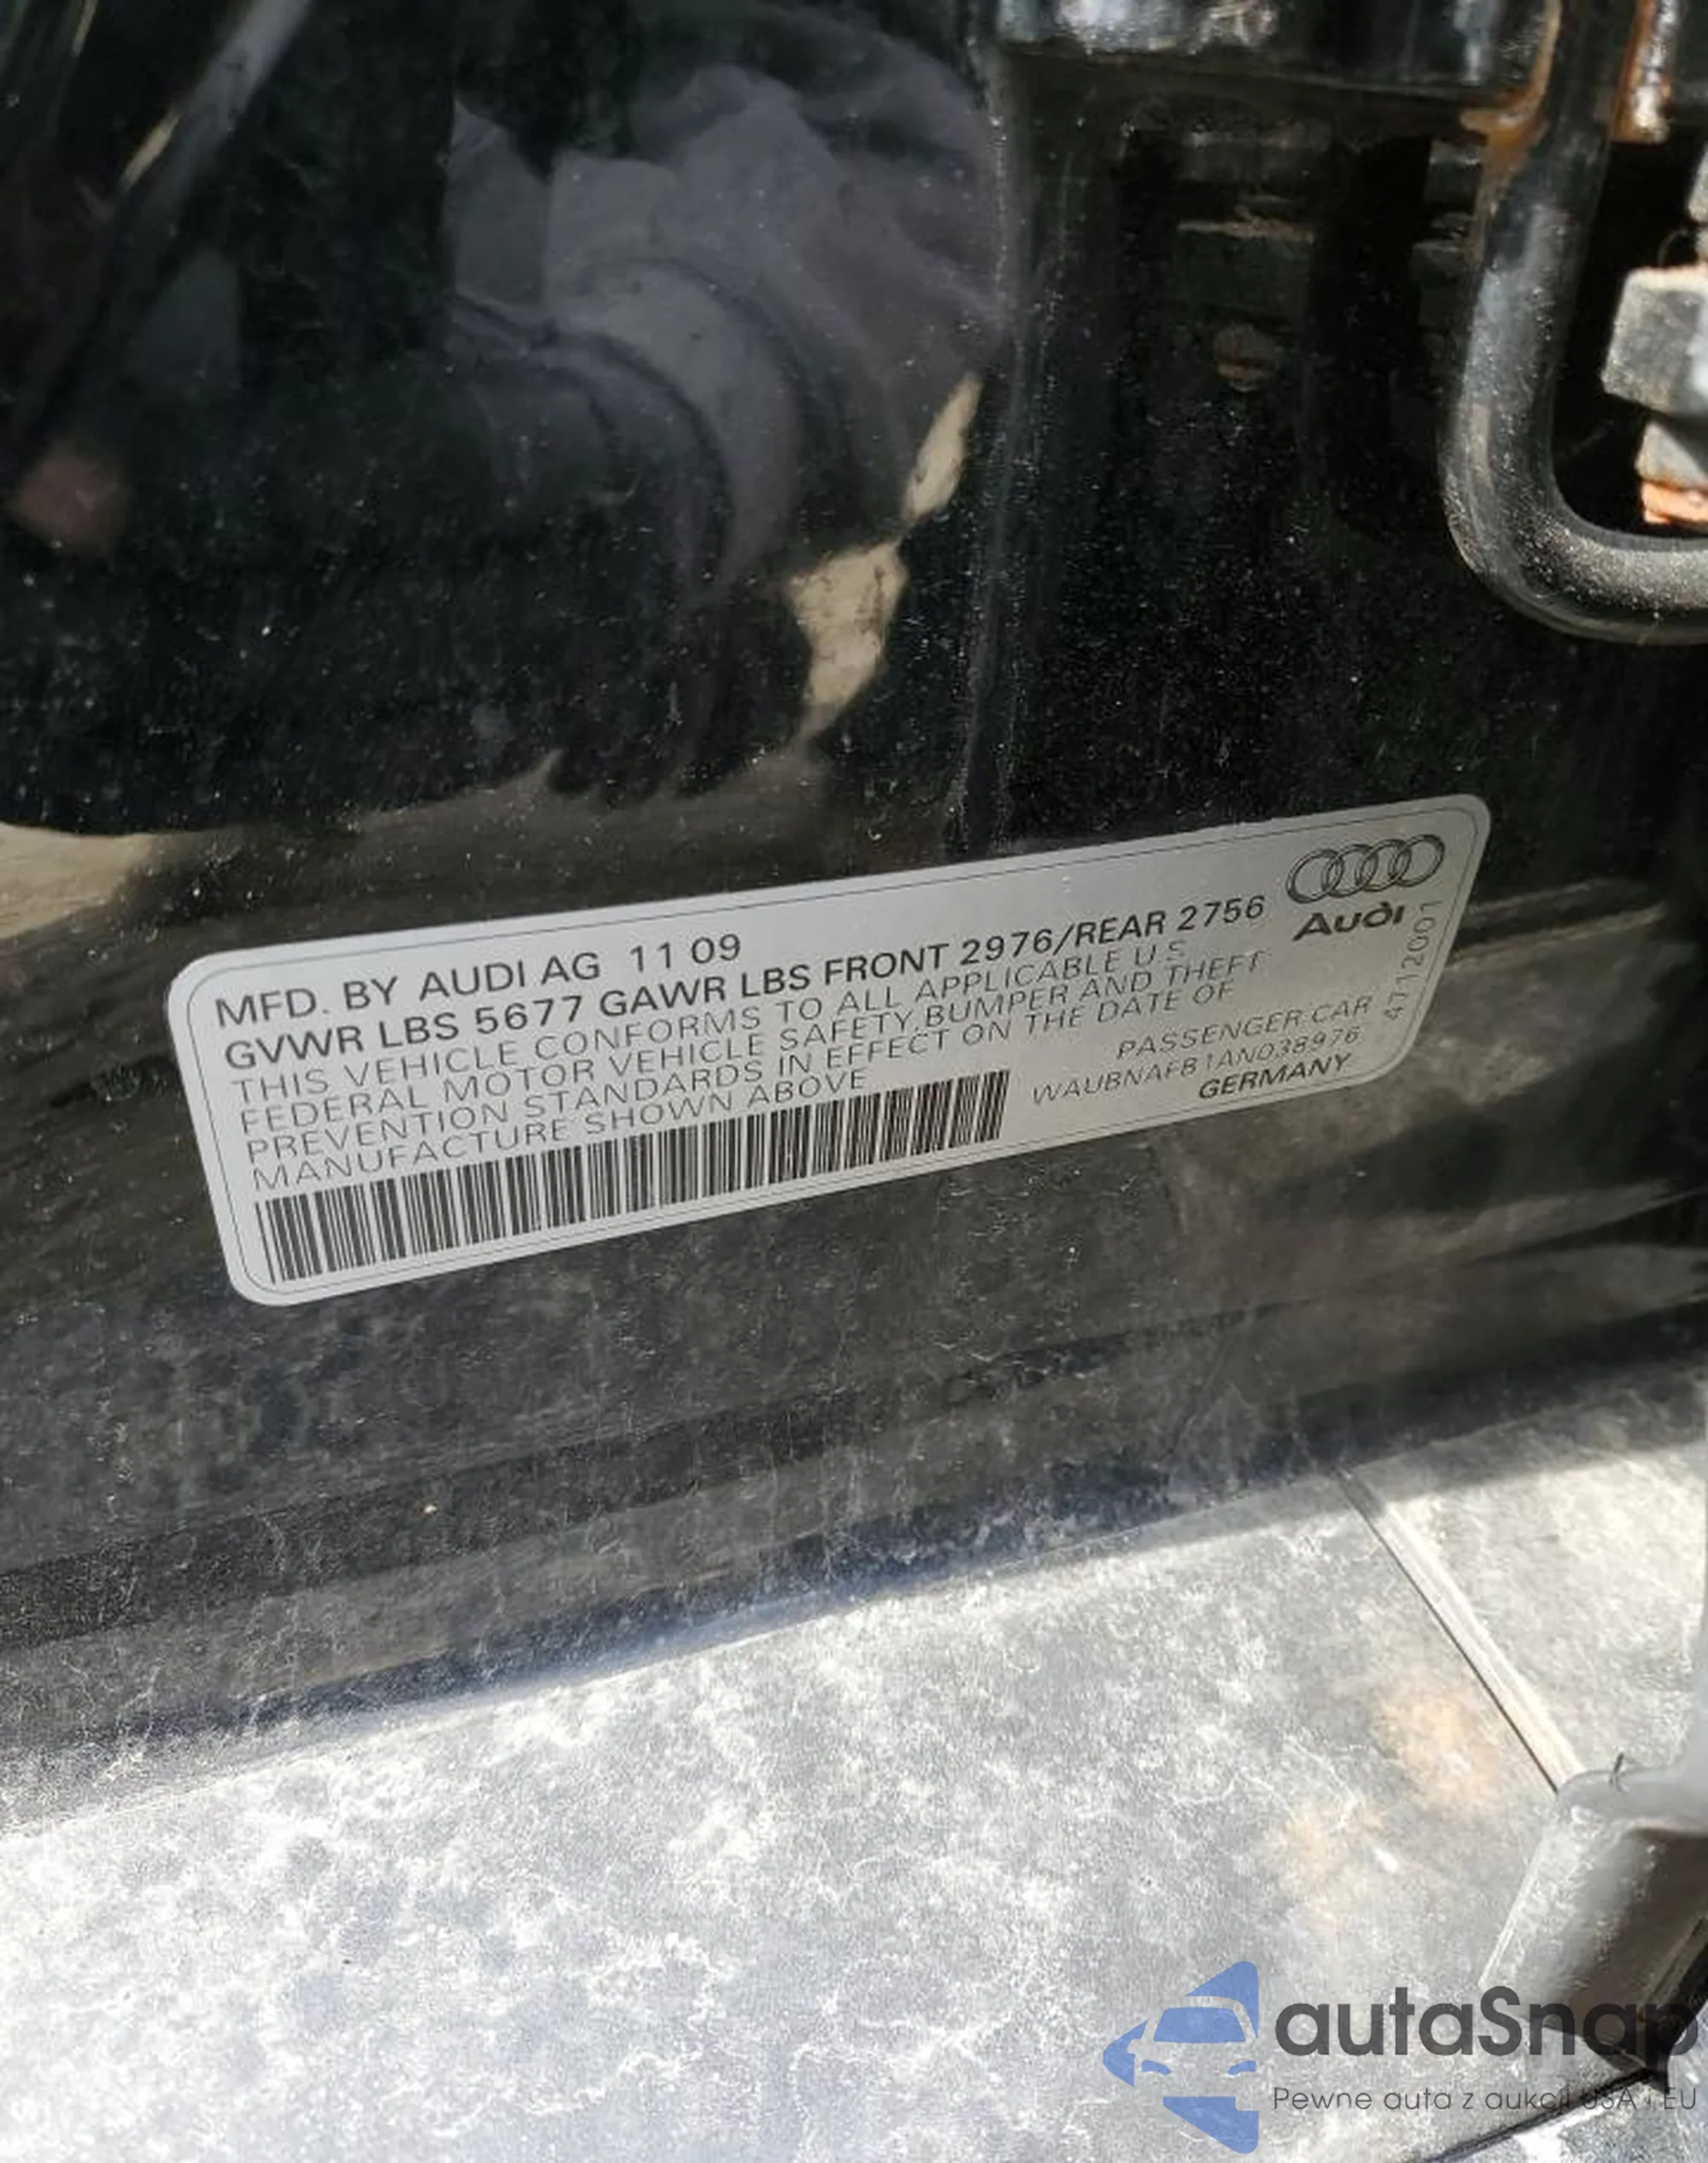 MFD. BY AUDI AG 11 09
GVWR LBS 5677 GAWR LBS FRONT 2976/REAR 2756
THIS VEHICLE CONFORMS TO ALL APPLICABLE U.S.
FEDERAL MOTOR VEHICLE SAFETY, BUMPER AND THEFT
PREVENTION STANDARDS IN EFFECT ON THE DATE OF
MANUFACTURE SHOWN ABOVE
PASSENGER CAR
WAUBNAFB1AN038976
GERMANY
Audi
47112001
autaSnap
Pewne auta z aukcji USA i EU